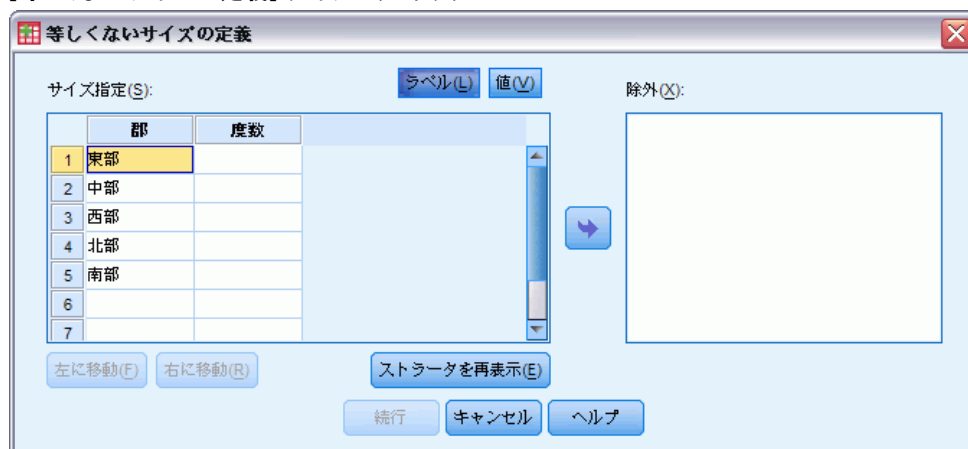 等しくないサイズの定義
サイズ指定(S):
ラベル(L) 値(V)
除外(X):
郡 度数
1 東部
2 中部
3 西部
4 北部
5 南部
6
7
左に移動(F) 右に移動(R) ストラータを再表示(E)
続行 キャンセル ヘルプ